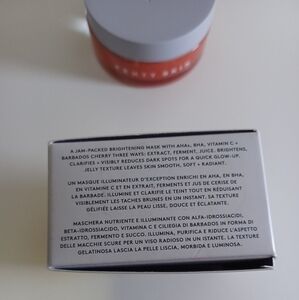 FENTY SKIN
A JAM-PACKED BRIGHTENING MASK WITH AHAs, BHA, VITAMIN C +
BARBADOS CHERRY THREE WAYS: EXTRACT, FERMENT, JUICE. BRIGHTENS,
CLARIFIES + VISIBLY REDUCES DARK SPOTS FOR A QUICK GLOW-UP.
JELLY TEXTURE LEAVES SKIN SMOOTH, SOFT + RADIANT.
UN MASQUE ILLUMINATEUR D'EXCEPTION ENRICHI EN AHA, EN BHA,
EN VITAMINE C ET EN EXTRAIT, FERMENTS ET JUS DE CERISE DE
LA BARBADE. ILLUMINE ET CLARIFIE LE TEINT TOUT EN RÉDUISANT
VISIBLEMENT LES TACHES BRUNES EN UN INSTANT. SA TEXTURE
GÉLIFIÉE LAISSE LA PEAU LISSE, DOUCE ET ÉCLATANTE.
MASCHERA NUTRIENTE E ILLUMINANTE CON ALFA-IDROSSIACIDI,
BETA-IDROSSIACIDO, VITAMINA C E CILIEGIA DI BARBADOS IN FORMA DI
ESTRATTO, FERMENTO E SUCCO. ILLUMINA, PURIFICA E RIDUCE L'ASPETTO
DELLE MACCHIE SCURE PER UN VISO RADIOSO IN UN ISTANTE. LA TEXTURE
GELATINOSA LASCIA LA PELLE LISCIA, MORBIDA E LUMINOSA.